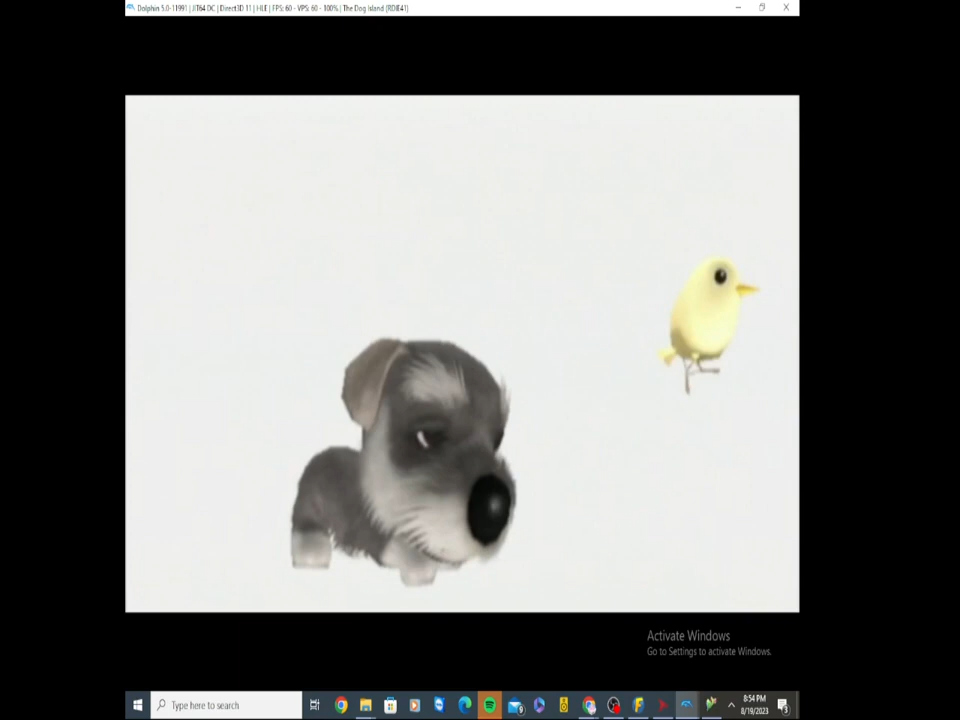 Dolphin 5.0-11991 | JIT64 DC | Direct3D 11 | HLE | FPS: 60 - VPS: 60 - 100% | The Dog Island (RDIE41)
Activate Windows
Go to Settings to activate Windows.
Type here to search
8:54 PM
8/19/2023